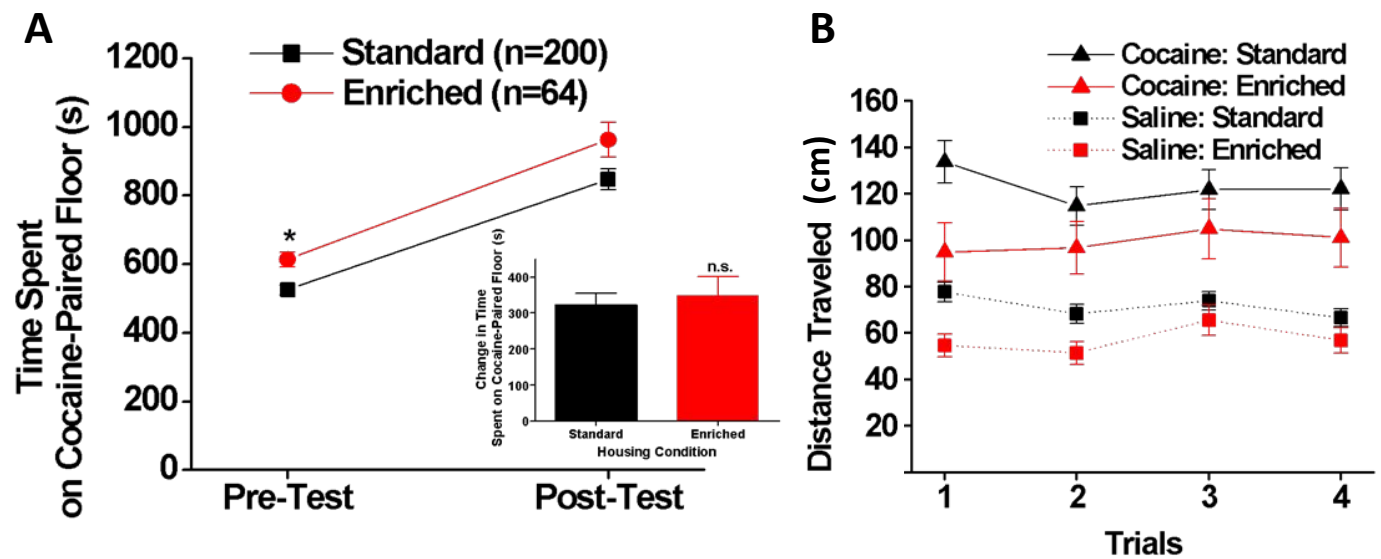 A
Standard (n=200)
Enriched (n=64)
1200
1000
800
600
400
200
0
Time Spent
on Cocaine-Paired Floor (s)
*
Pre-Test
Post-Test
n.s.
400
300
200
100
0
Change in Time
Spent on Cocaine-Paired Floor (s)
Standard
Enriched
Housing Condition
B
Cocaine: Standard
Cocaine: Enriched
Saline: Standard
Saline: Enriched
160
140
120
100
80
60
40
20
Distance Traveled (cm)
1
2
3
4
Trials